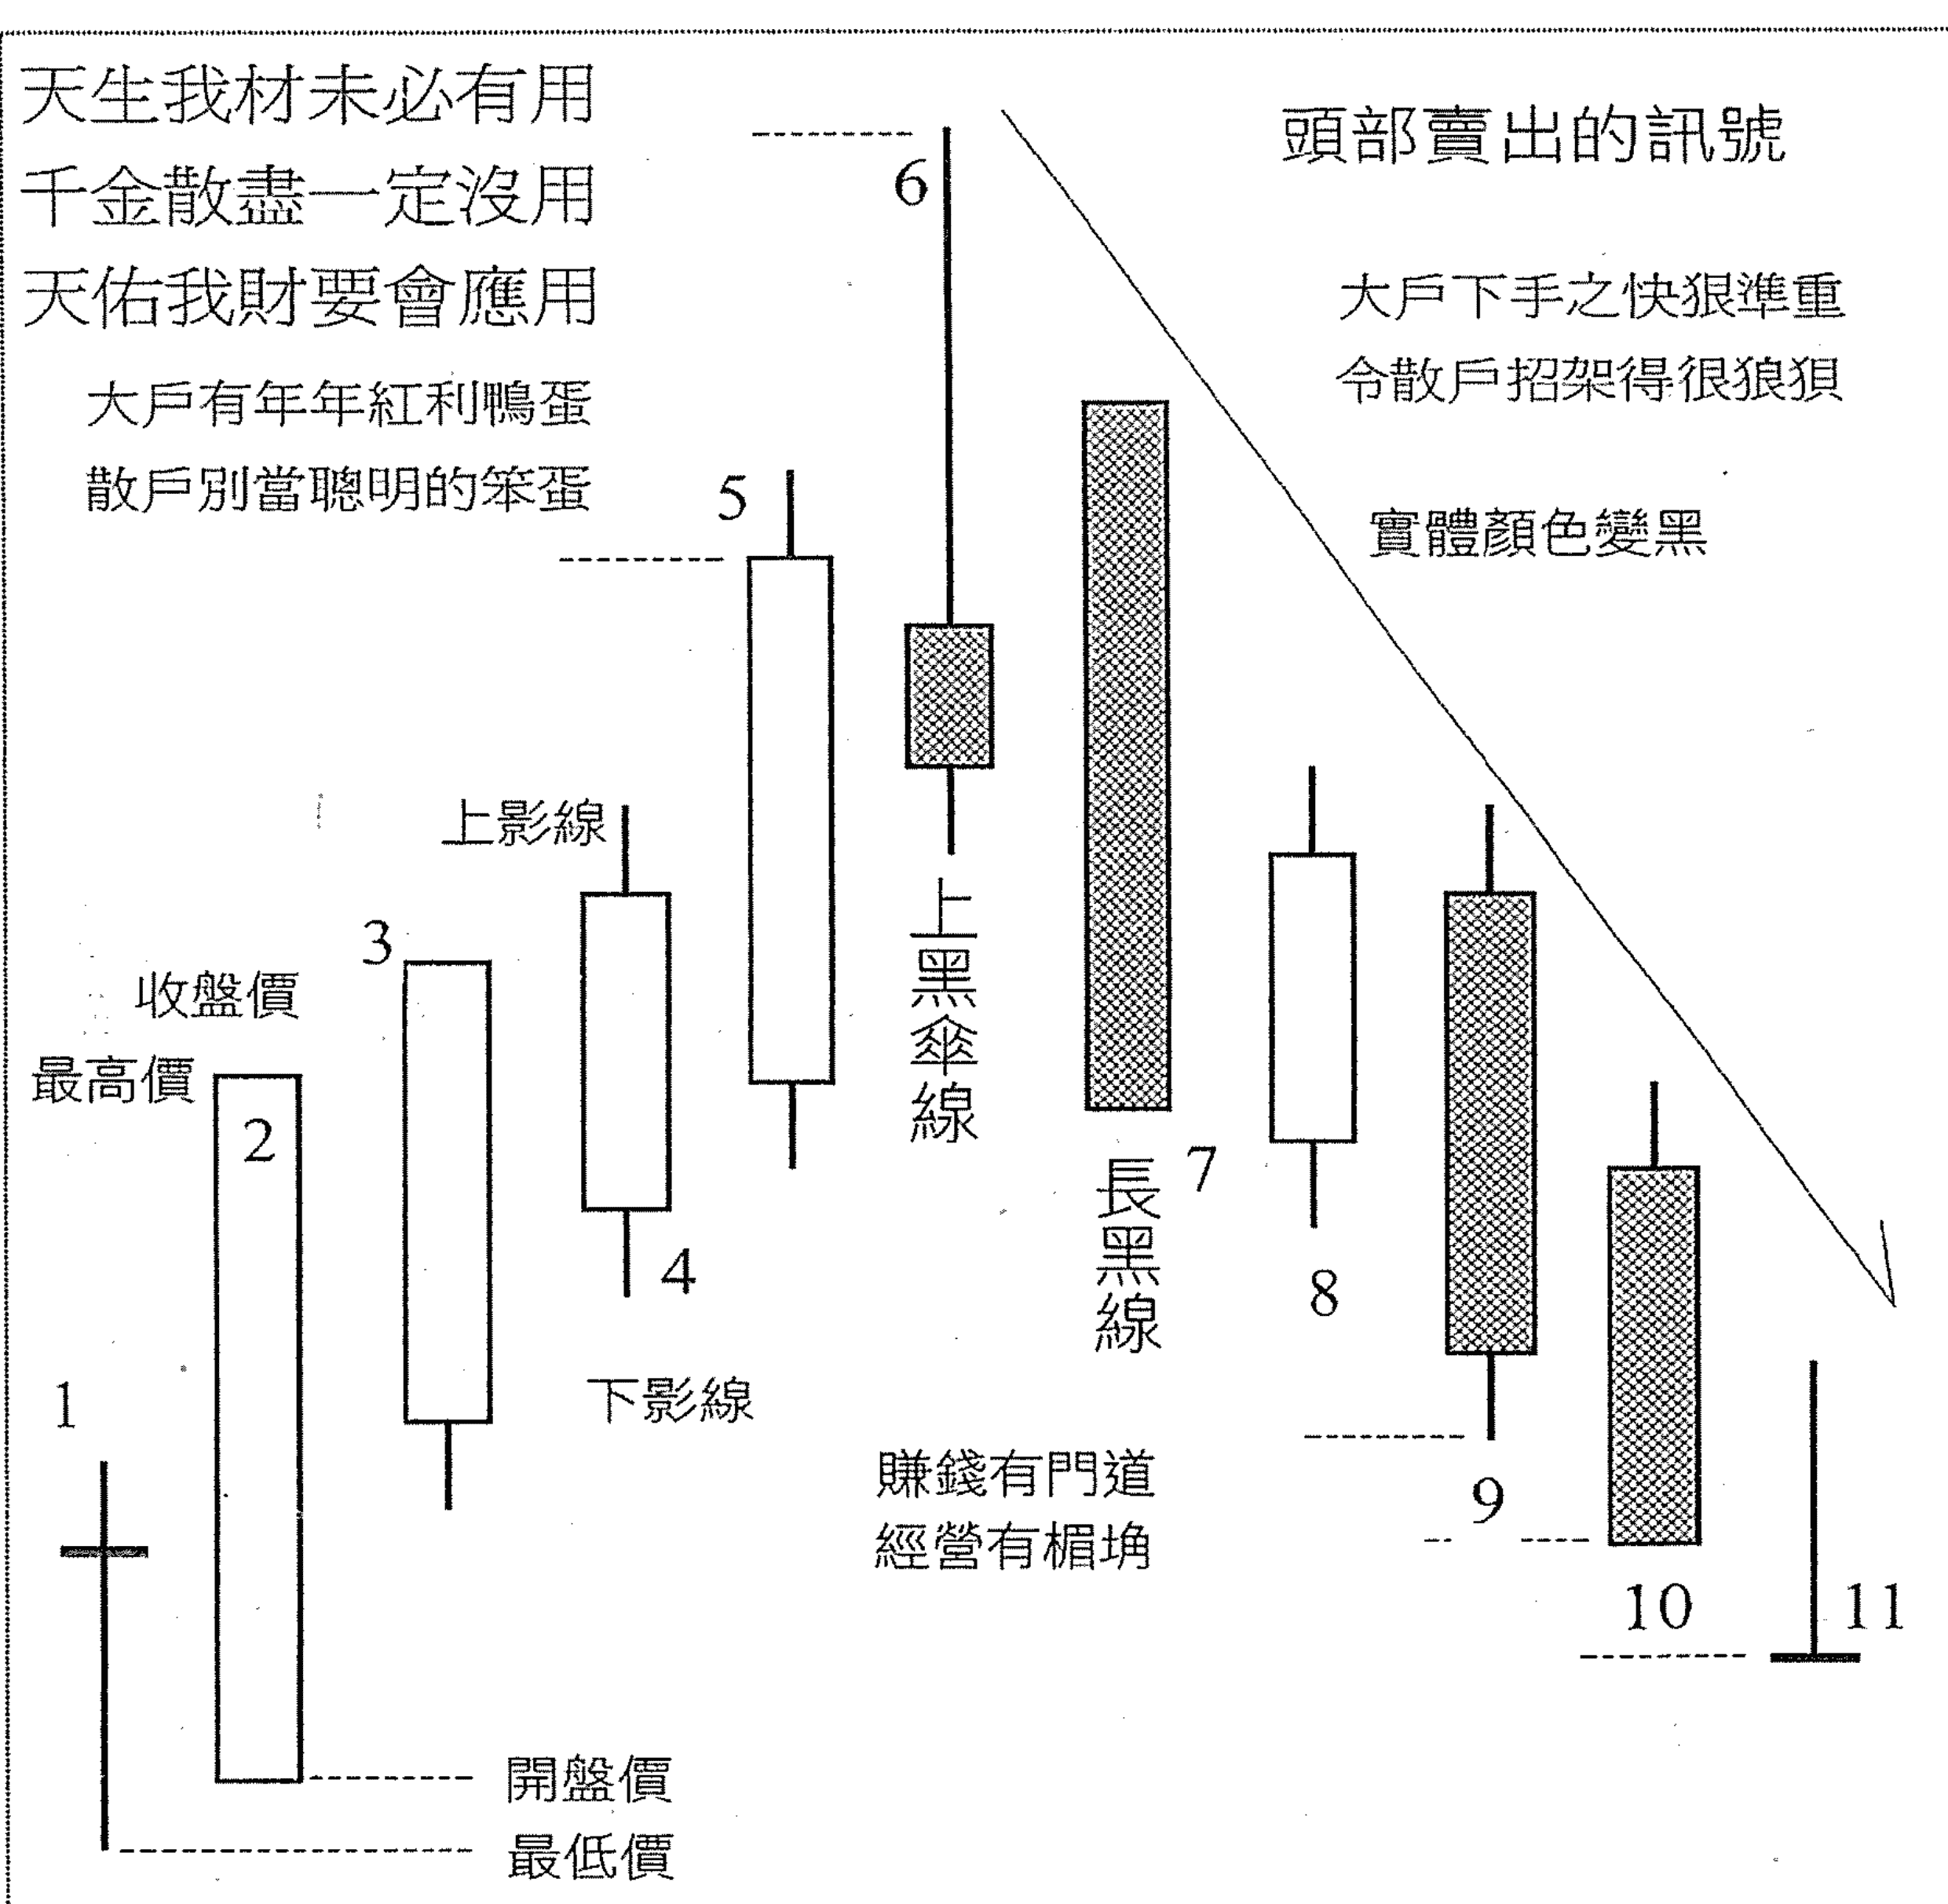 天生我材未必有用
千金散盡一定沒用
天佑我財要會應用
大戶有年年紅利鴨蛋
散戶別當聰明的笨蛋
頭部賣出的訊號
大戶下手之快狠準重
令散戶招架得很狼狽
實體顏色變黑
6
5
上影線
3
收盤價
最高價
2
4
上黑傘線
長黑線
7
8
1
下影線
賺錢有門道
經營有楣埆
9
10
11
開盤價
最低價